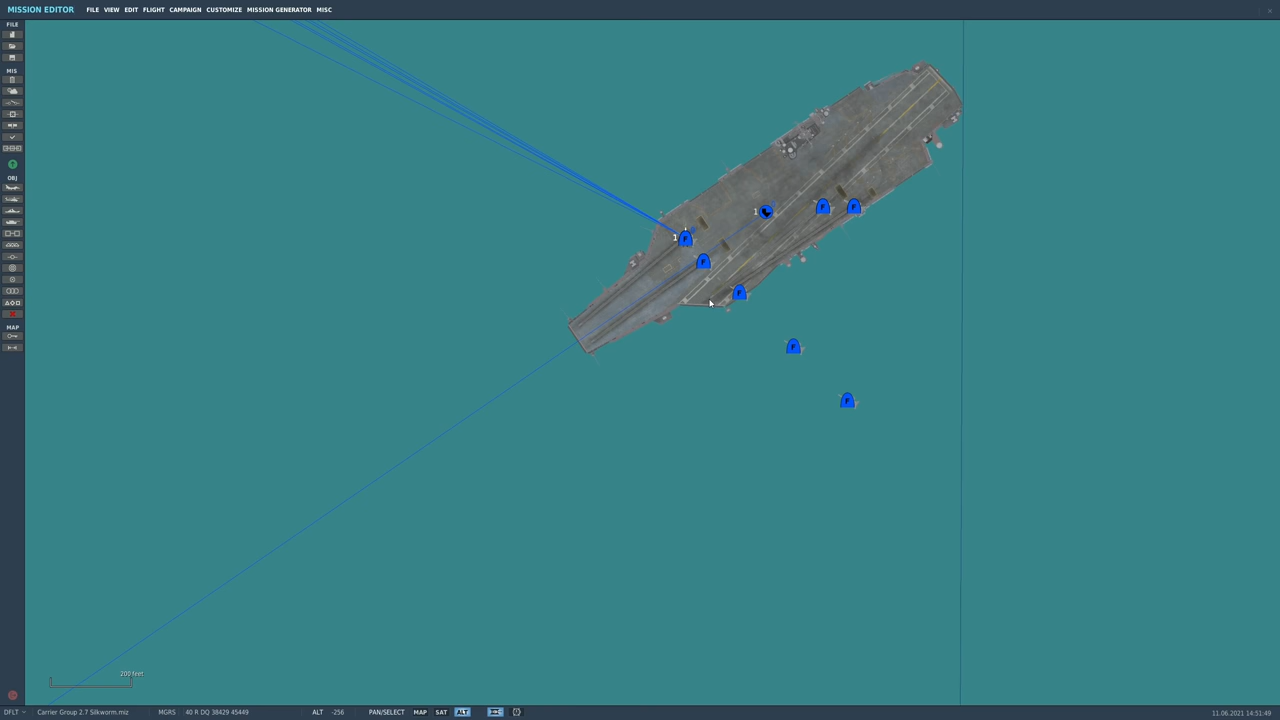 MISSION EDITOR FILE VIEW EDIT FLIGHT CAMPAIGN CUSTOMIZE MISSION GENERATOR MISC
FILE
MIS
OBJ
MAP
1
F F
1 F
F
F
F
F
200 feet
DFLT Carrier Group 2.7 Silkworm.miz MGRS 40 R DQ 38429 45449 ALT -256 PAN/SELECT MAP SAT ALT 11.06.2021 14:51:49